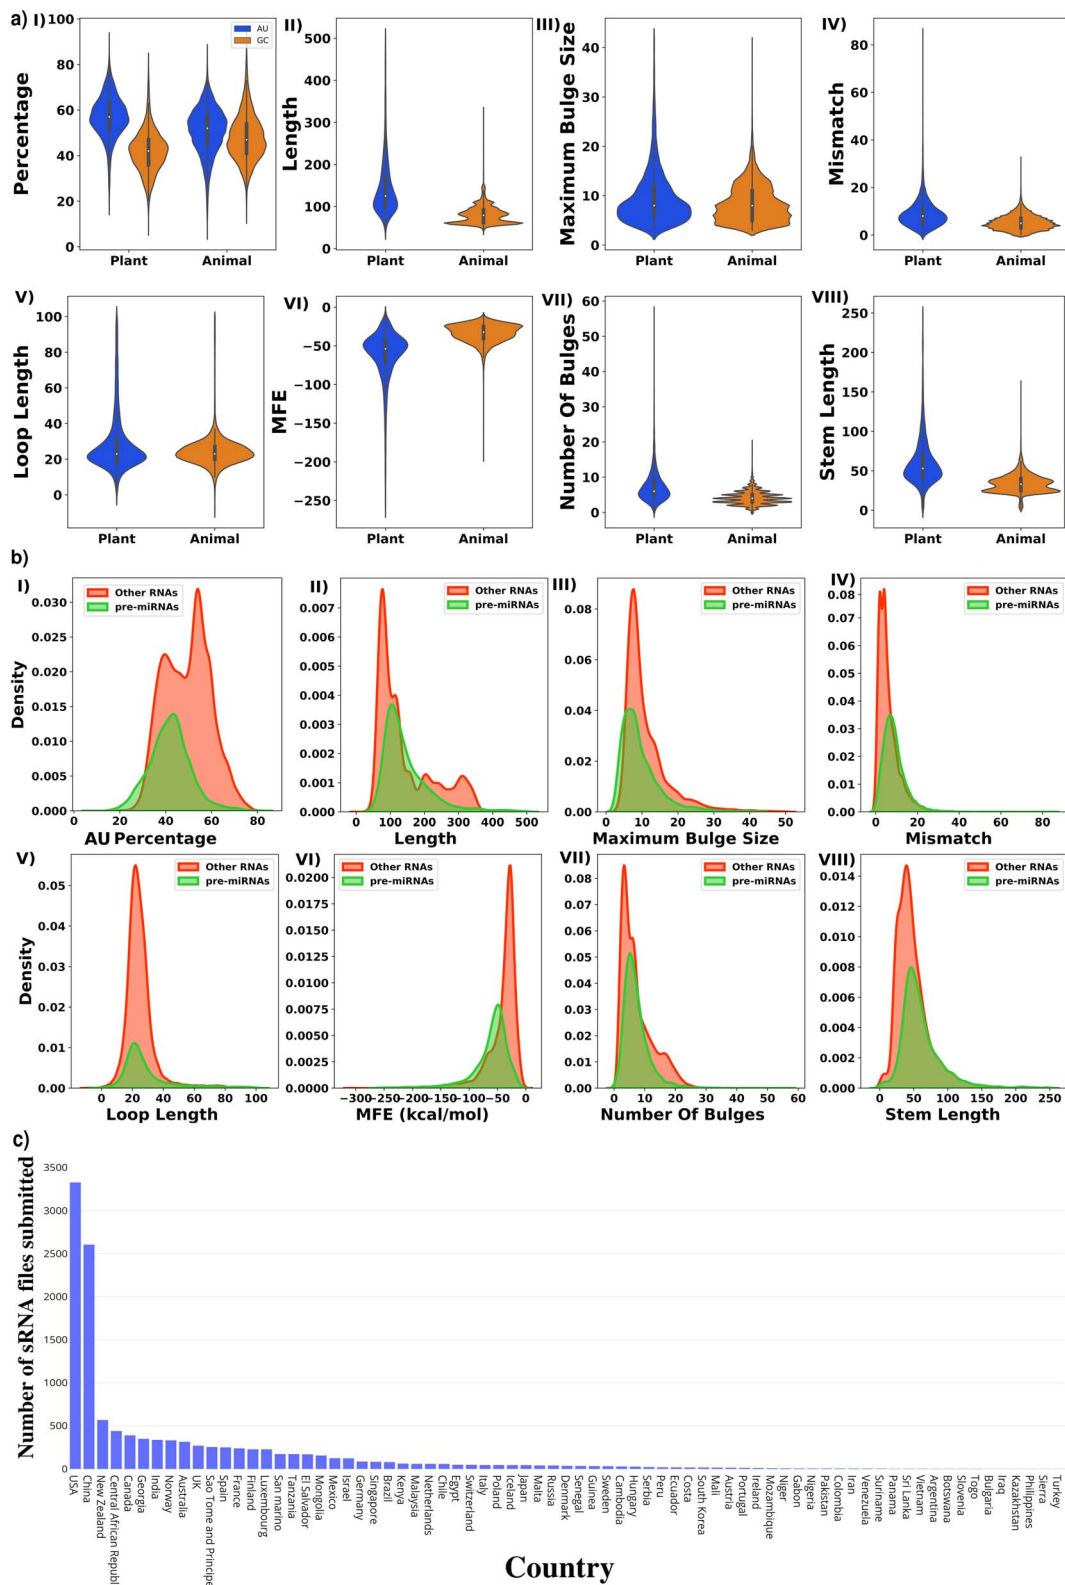 a)
I)
100
80
60
40
20
0
Percentage
AU
GC
Plant Animal
II)
500
400
300
200
100
0
Length
Plant Animal
III)
40
30
20
10
0
Maximum Bulge Size
Plant Animal
IV)
80
60
40
20
0
Mismatch
Plant Animal
V)
100
80
60
40
20
0
Loop Length
Plant Animal
VI)
0
−50
−100
−150
−200
−250
MFE
Plant Animal
VII)
60
50
40
30
20
10
0
Number Of Bulges
Plant Animal
VIII)
250
200
150
100
50
0
Stem Length
Plant Animal
b)
I)
Other RNAs
pre-miRNAs
0.030
0.025
0.020
0.015
0.010
0.005
0.000
Density
0 20 40 60 80
AU Percentage
II)
Other RNAs
pre-miRNAs
0.007
0.006
0.005
0.004
0.003
0.002
0.001
0.000
0 100 200 300 400 500
Length
III)
Other RNAs
pre-miRNAs
0.08
0.06
0.04
0.02
0.00
0 10 20 30 40 50
Maximum Bulge Size
IV)
Other RNAs
pre-miRNAs
0.08
0.07
0.06
0.05
0.04
0.03
0.02
0.01
0.00
0 20 40 60 80
Mismatch
V)
Other RNAs
pre-miRNAs
0.05
0.04
0.03
0.02
0.01
0.00
Density
0 20 40 60 80 100
Loop Length
VI)
Other RNAs
pre-miRNAs
0.0200
0.0175
0.0150
0.0125
0.0100
0.0075
0.0050
0.0025
0.0000
−300−250−200−150−100−50 0
MFE (kcal/mol)
VII)
Other RNAs
pre-miRNAs
0.09
0.08
0.07
0.06
0.05
0.04
0.03
0.02
0.01
0.00
0 10 20 30 40 50 60
Number Of Bulges
VIII)
Other RNAs
pre-miRNAs
0.014
0.012
0.010
0.008
0.006
0.004
0.002
0.000
0 50 100 150 200 250
Stem Length
c)
3500
3000
2500
2000
1500
1000
500
0
Number of sRNA files submitted
USA
China
New Zealand
Central African Republ
Canada
Georgia
India
Norway
Australia
UK
Sao Tome and Principe
Spain
France
Finland
Luxembourg
San marino
Tanzania
El Salvador
Mongolia
Mexico
Israel
Germany
Singapore
Brazil
Kenya
Malaysia
Netherlands
Chile
Egypt
Switzerland
Italy
Poland
Iceland
Japan
Malta
Russia
Denmark
Senegal
Guinea
Sweden
Cambodia
Hungary
Serbia
Peru
Ecuador
Costa
South Korea
Mali
Austria
Portugal
Ireland
Mozambique
Niger
Gabon
Nigeria
Pakistan
Colombia
Iran
Venezuela
Suriname
Panama
Sri Lanka
Vietnam
Argentina
Botswana
Slovenia
Togo
Bulgaria
Iraq
Kazakhstan
Philippines
Sierra
Turkey
Country